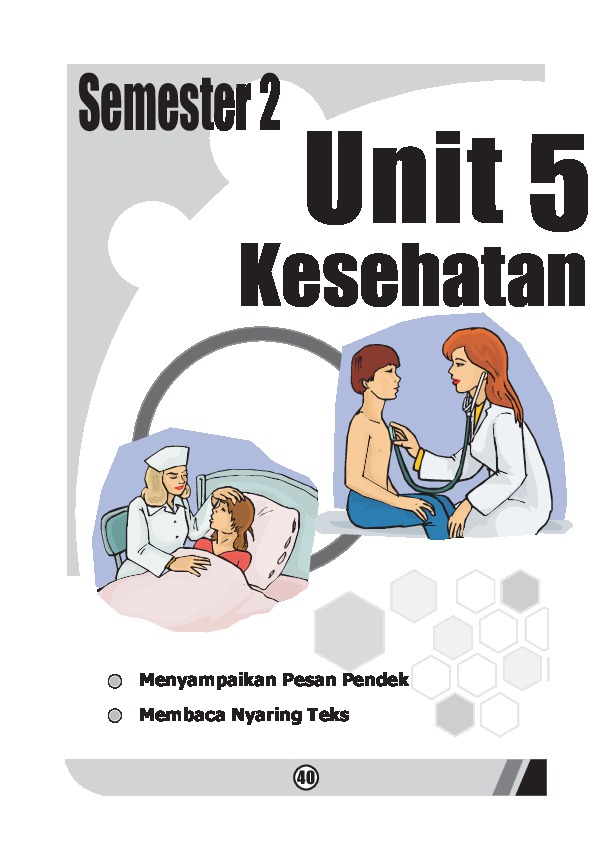 Semester 2
Unit 5
Kesehatan
Menyampaikan Pesan Pendek
Membaca Nyaring Teks
40